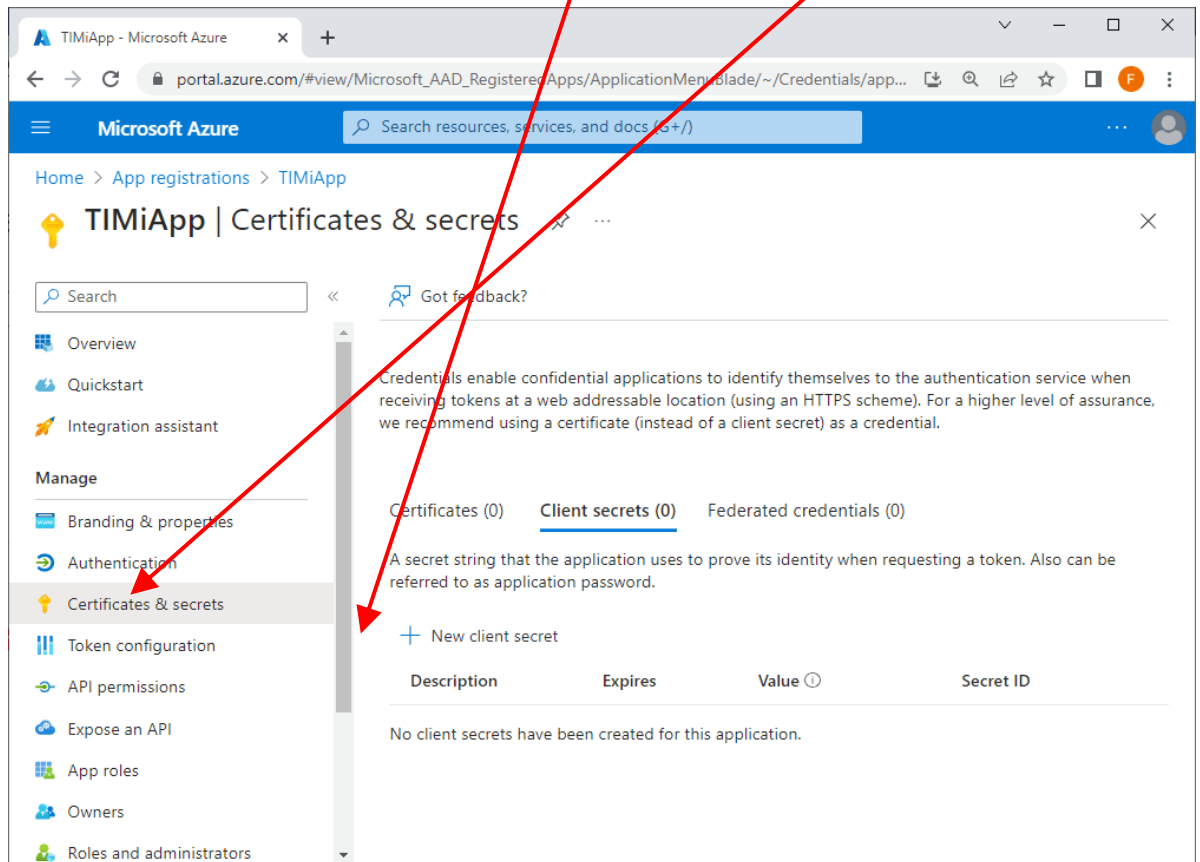 TIMiApp - Microsoft Azure
portal.azure.com/#view/Microsoft_AAD_RegisteredApps/ApplicationMenuBlade/~/Credentials/app...
F
Microsoft Azure
Search resources, services, and docs (G+/)
...
Home > App registrations > TIMiApp
TIMiApp | Certificates & secrets
...
Search
«
Got feedback?
Overview
Quickstart
Integration assistant
Manage
Branding & properties
Authentication
Certificates & secrets
Token configuration
API permissions
Expose an API
App roles
Owners
Roles and administrators
Credentials enable confidential applications to identify themselves to the authentication service when
receiving tokens at a web addressable location (using an HTTPS scheme). For a higher level of assurance,
we recommend using a certificate (instead of a client secret) as a credential.
Certificates (0) Client secrets (0) Federated credentials (0)
A secret string that the application uses to prove its identity when requesting a token. Also can be
referred to as application password.
New client secret
Description Expires Value Secret ID
No client secrets have been created for this application.